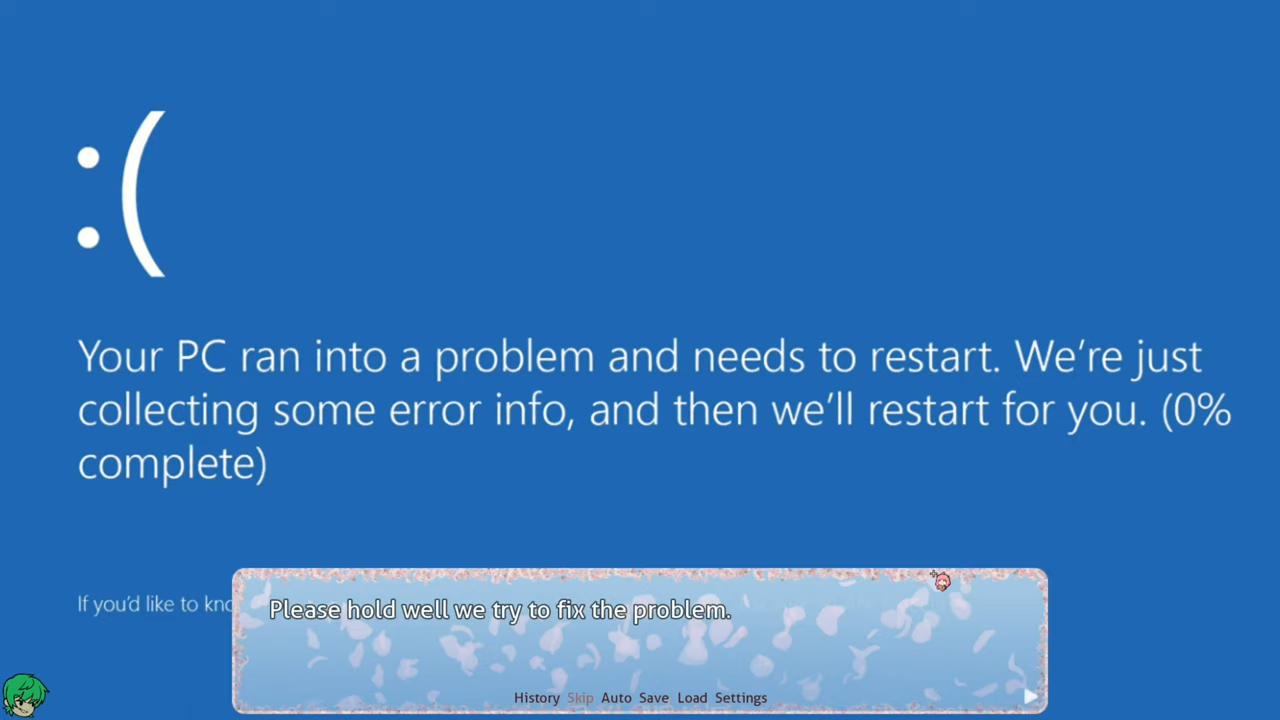 :(
Your PC ran into a problem and needs to restart. We're just
collecting some error info, and then we'll restart for you. (0%
complete)
If you'd like to
Please hold well we try to fix the problem.
History Skip Auto Save Load Settings